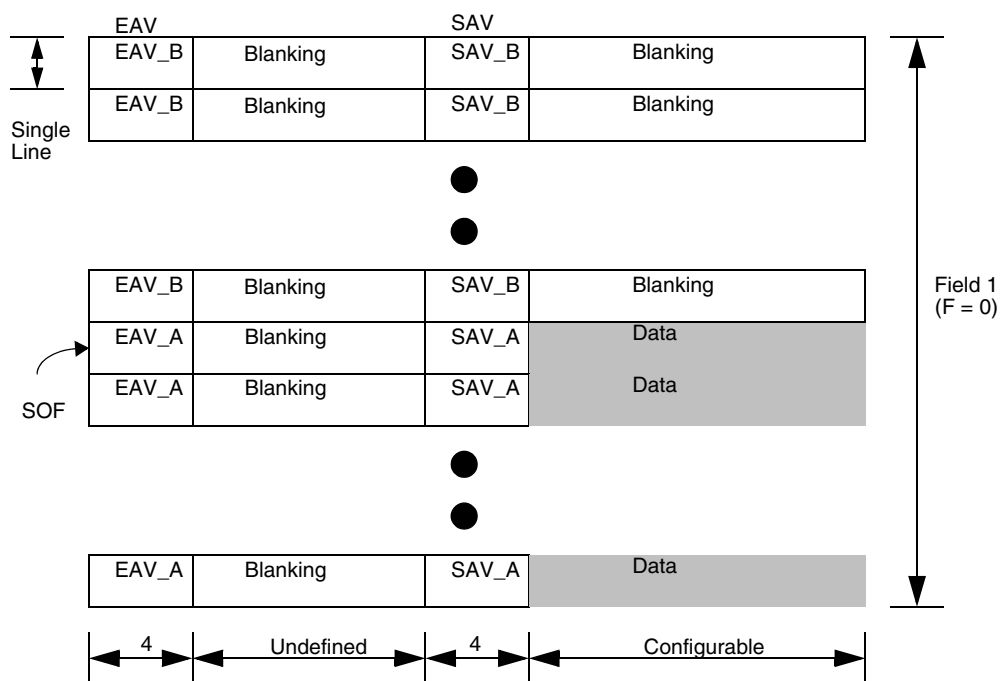 EAV SAV
EAV_B Blanking SAV_B Blanking
EAV_B Blanking SAV_B Blanking
Single
Line
EAV_B Blanking SAV_B Blanking
Field 1
(F = 0)
EAV_A Blanking SAV_A Data
EAV_A Blanking SAV_A Data
SOF
EAV_A Blanking SAV_A Data
4 Undefined 4 Configurable